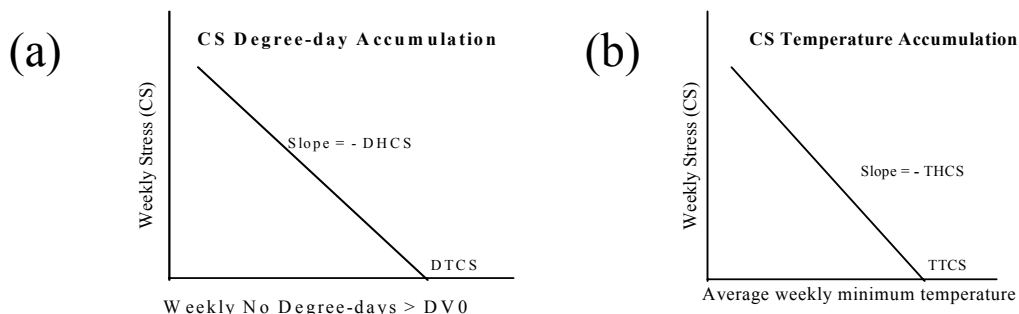 (a)
CS Degree-day Accumulation
Weekly Stress (CS)
Slope = - DHCS
DTCS
Weekly No Degree-days > DV0
(b)
CS Temperature Accumulation
Weekly Stress (CS)
Slope = - THCS
TTCS
Average weekly minimum temperature